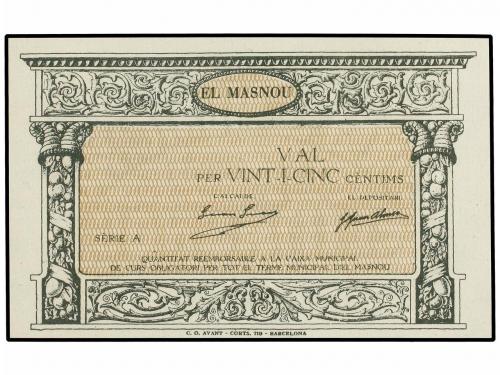 EL MASNOU
VAL
PER VINT-I-CINC CÈNTIMS
L'ALCALDE EL DEPOSITARI
SÈRIE A
QUANTITAT REEMBORSABLE A LA CAIXA MUNICIPAL
DE CURS OBLIGATORI PER TOT EL TERME MUNICIPAL DEL MASNOU
C. O. AVANT - CORTS, 719 - BARCELONA